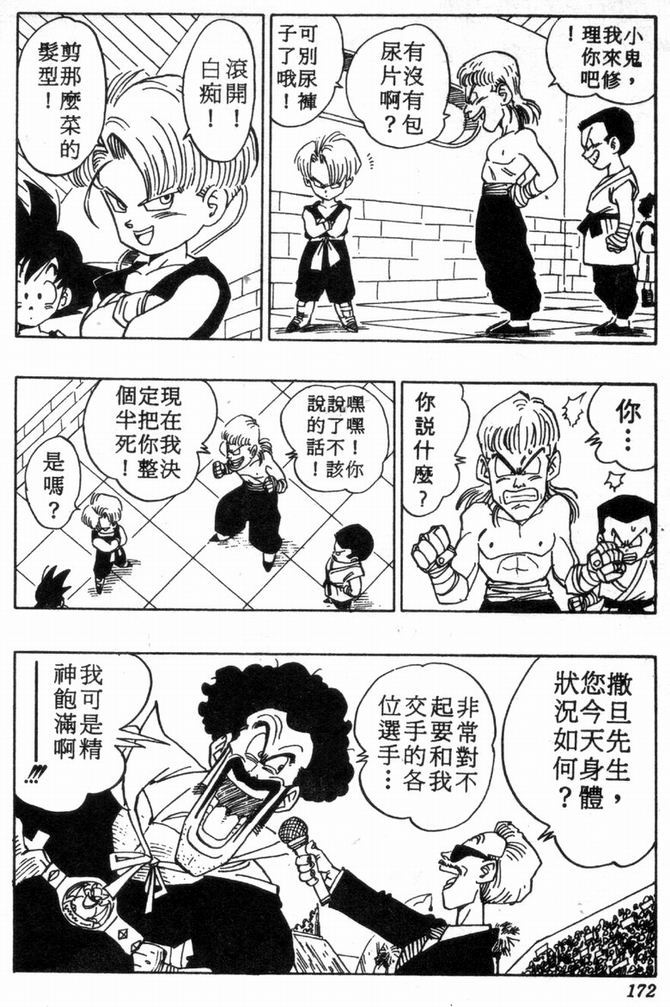 小鬼，
我來修
理你吧
！
有沒有包
尿片啊？
可別尿褲
子了哦！
滾開！
白痴！
剪那麼菜的
髮型！
你…
你説什麼？
嘿嘿！你
說了不該
說的話！
現在我決
定把你整
個半死！
是嗎？
撒旦先生，
您今天身體
狀況如何？
非常對不
起要和我
交手的各
位選手…
我可是精
神飽滿啊
——!!!
172